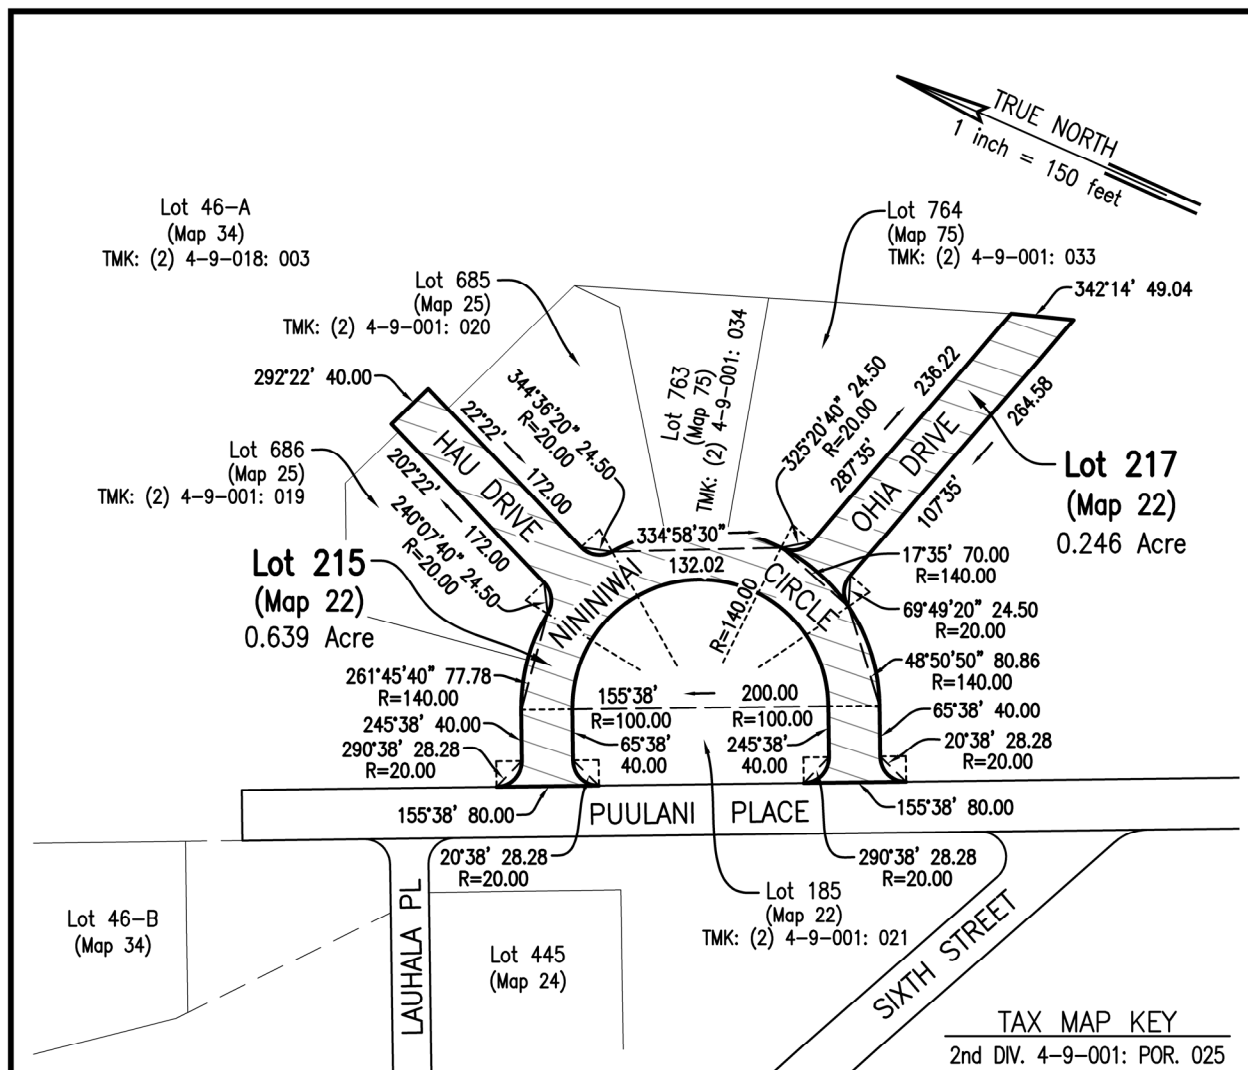 TRUE NORTH
1 inch = 150 feet
Lot 46-A
(Map 34)
TMK: (2) 4-9-018: 003
Lot 764
(Map 75)
TMK: (2) 4-9-001: 033
Lot 685
(Map 25)
TMK: (2) 4-9-001: 020
342°14' 49.04
Lot 763
(Map 75)
TMK: (2) 4-9-001: 034
292°22' 40.00
344°36'20" 24.50
R=20.00
22°22' 172.00
325°20'40" 24.50
R=20.00
287°35' 236.22
OHIA DRIVE
107°35' 264.58
HAU DRIVE
202°22' 172.00
Lot 686
(Map 25)
TMK: (2) 4-9-001: 019
240°07'40" 24.50
R=20.00
Lot 217
(Map 22)
0.246 Acre
334°58'30"
132.02
Lot 215
(Map 22)
0.639 Acre
NININIWAI CIRCLE
R=140.00
17°35' 70.00
R=140.00
69°49'20" 24.50
R=20.00
261°45'40" 77.78
R=140.00
48°50'50" 80.86
R=140.00
155°38' 200.00
R=100.00 R=100.00
245°38' 40.00
65°38' 40.00
290°38' 28.28
R=20.00
65°38'
40.00
245°38'
40.00
20°38' 28.28
R=20.00
155°38' 80.00
PUULANI PLACE
155°38' 80.00
20°38' 28.28
R=20.00
290°38' 28.28
R=20.00
Lot 185
(Map 22)
TMK: (2) 4-9-001: 021
Lot 46-B
(Map 34)
LAUHALA PL
Lot 445
(Map 24)
SIXTH STREET
TAX MAP KEY
2nd DIV. 4-9-001: POR. 025